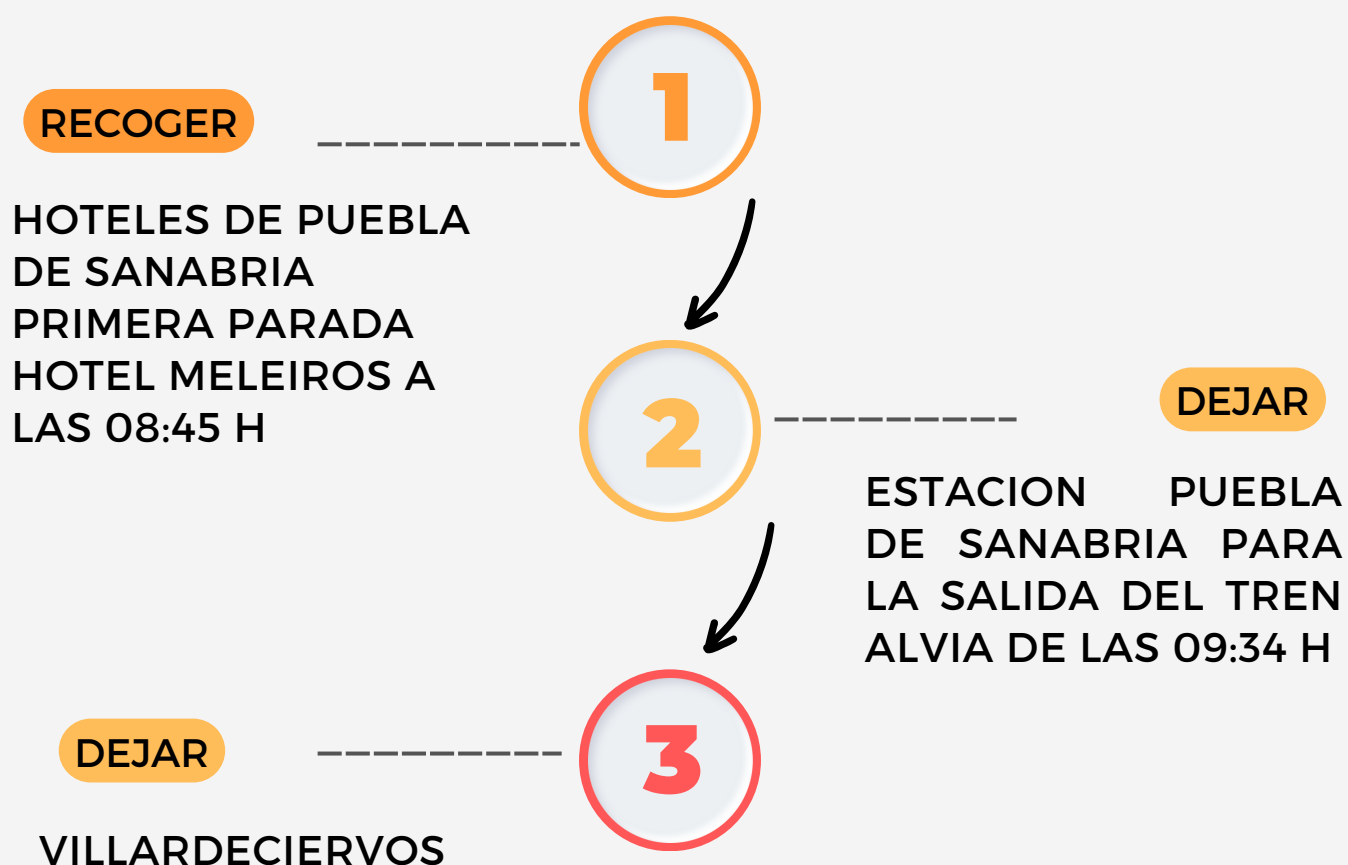 1
RECOGER
HOTELES DE PUEBLA
DE SANABRIA
PRIMERA PARADA
HOTEL MELEIROS A
LAS 08:45 H
2
DEJAR
ESTACION PUEBLA
DE SANABRIA PARA
LA SALIDA DEL TREN
ALVIA DE LAS 09:34 H
3
DEJAR
VILLARDECIERVOS